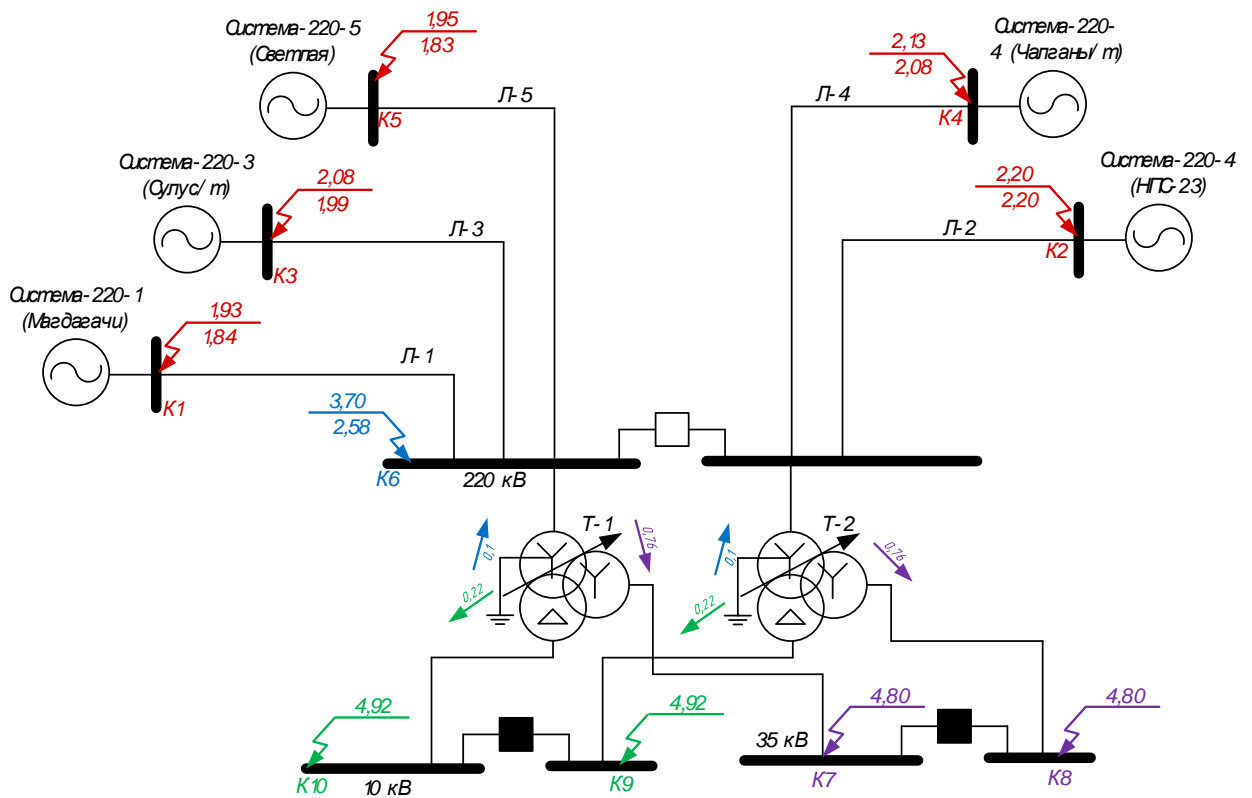 Система-220-5
(Светлая)
1,95
1,83
К5
Л-5
2,13
2,08
К4
Система-220-
4 (Чалганы/т)
Л-4
Система-220-3
(Сулус/т)
2,08
1,99
К3
Л-3
2,20
2,20
К2
Система-220-4
(НПС-23)
Л-2
Система-220-1
(Магдагачи)
1,93
1,84
К1
Л-1
3,70
2,58
К6
220 кВ
0,1
Т-1
0,76
0,22
0,1
Т-2
0,76
0,22
4,92
К10
10 кВ
4,92
К9
35 кВ
4,80
К7
4,80
К8